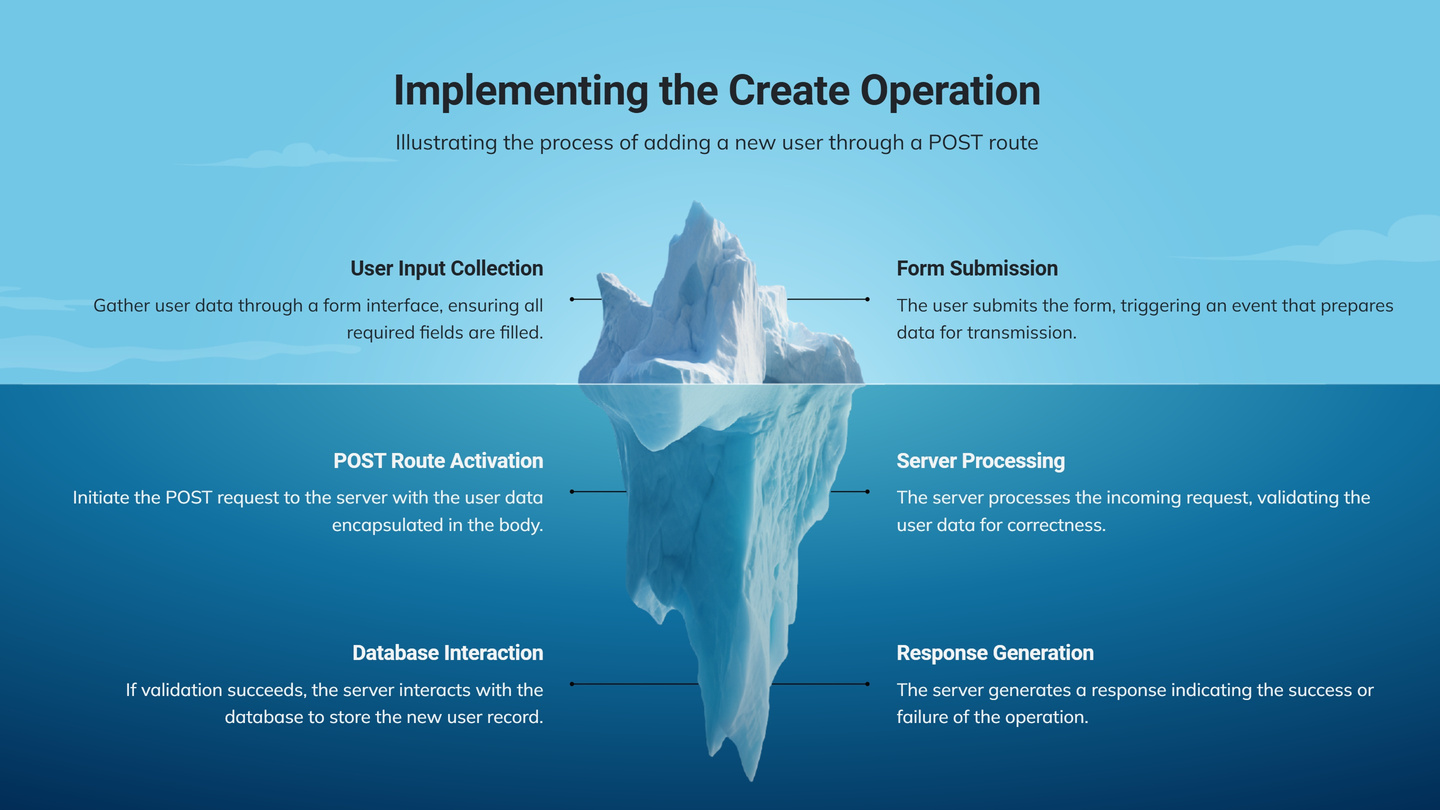 Implementing the Create Operation
Illustrating the process of adding a new user through a POST route
User Input Collection
Gather user data through a form interface, ensuring all
required fields are filled.
Form Submission
The user submits the form, triggering an event that prepares
data for transmission.
POST Route Activation
Initiate the POST request to the server with the user data
encapsulated in the body.
Server Processing
The server processes the incoming request, validating the
user data for correctness.
Database Interaction
If validation succeeds, the server interacts with the
database to store the new user record.
Response Generation
The server generates a response indicating the success or
failure of the operation.